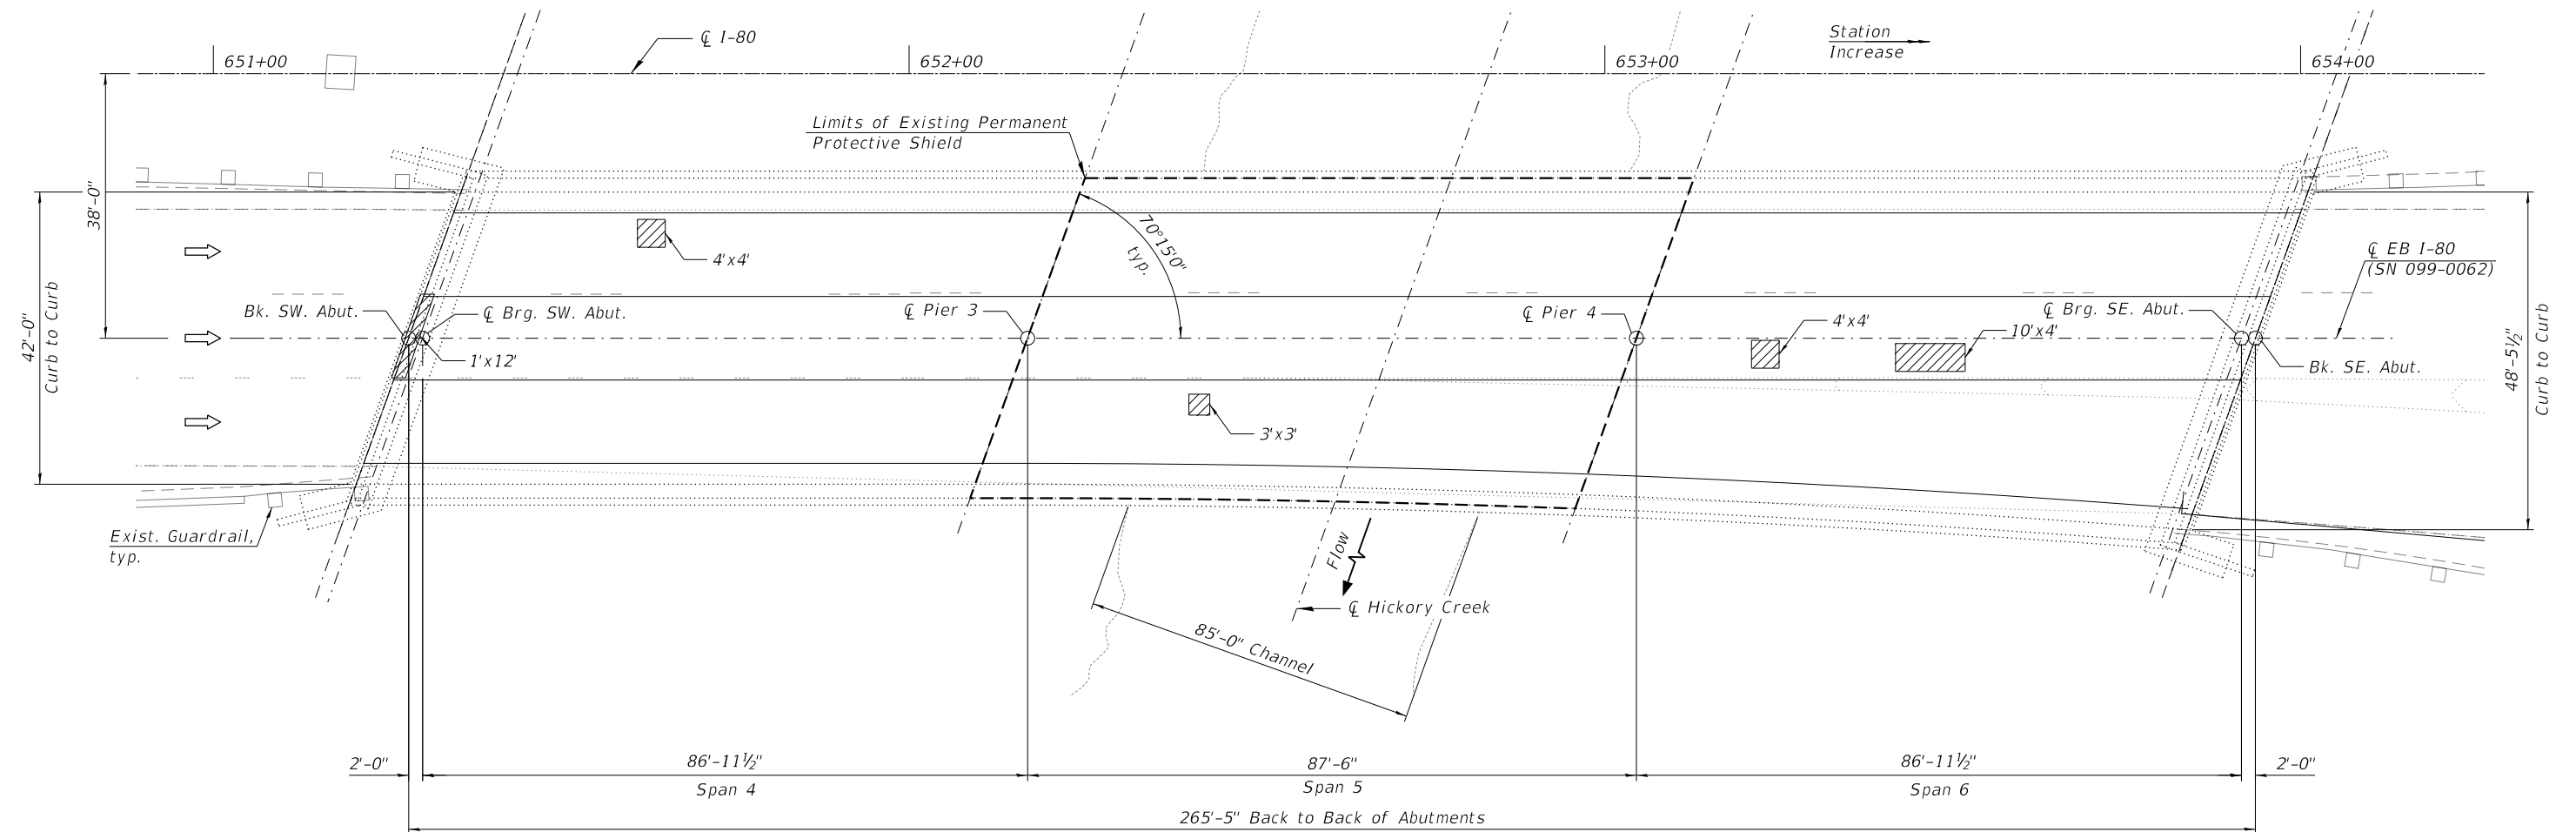 ℄ I-80
Station
Increase
651+00
652+00
653+00
654+00
Limits of Existing Permanent
Protective Shield
38'-0"
42'-0"
Curb to Curb
70°15'0"
typ.
4'x4'
℄ EB I-80
(SN 099-0062)
Bk. SW. Abut.
℄ Brg. SW. Abut.
1'x12'
℄ Pier 3
℄ Pier 4
4'x4'
10'x4'
℄ Brg. SE. Abut.
Bk. SE. Abut.
48'-5½"
Curb to Curb
3'x3'
Exist. Guardrail,
typ.
Flow
℄ Hickory Creek
85'-0" Channel
2'-0"
86'-11½"
Span 4
87'-6"
Span 5
86'-11½"
Span 6
2'-0"
265'-5" Back to Back of Abutments